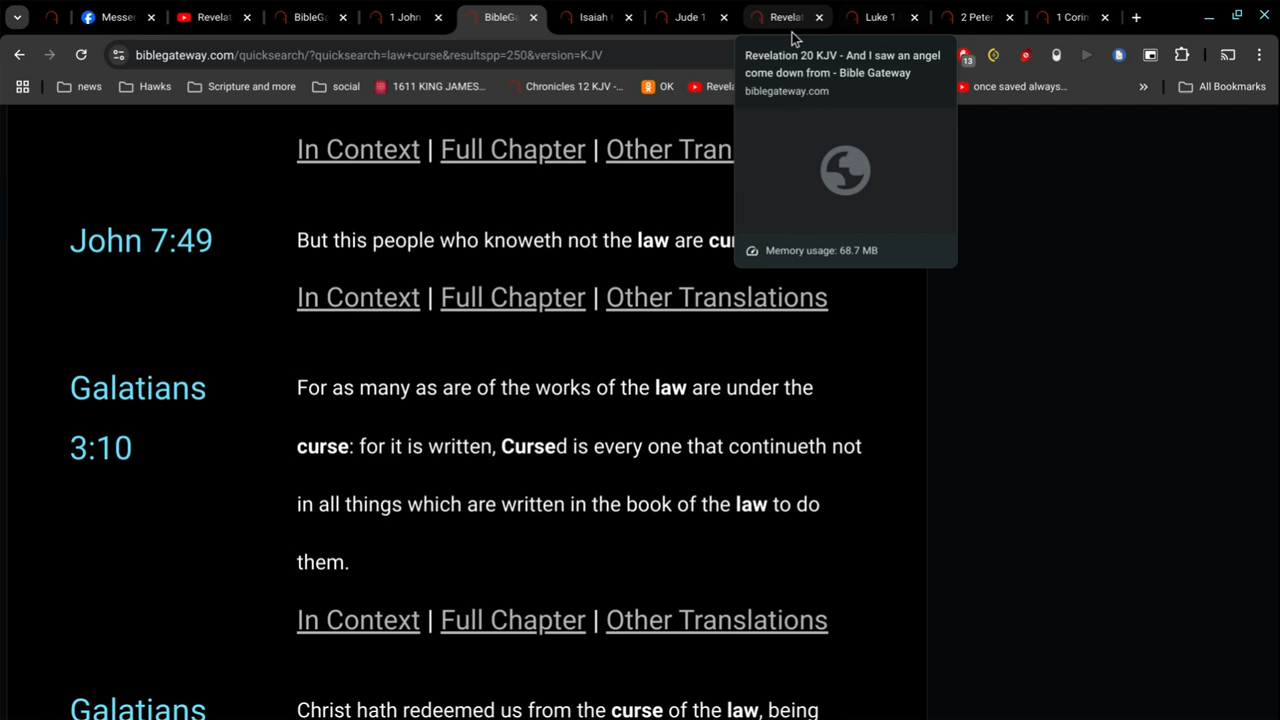 Messer
Revelat
BibleGa
1 John
BibleGa
Isaiah
Jude 1
Revelat
Luke 1
2 Peter
1 Corin
biblegateway.com/quicksearch/?quicksearch=law+curse&resultspp=250&version=KJV
13
news
Hawks
Scripture and more
social
1611 KING JAMES...
Chronicles 12 KJV -...
OK
Revela
once saved always...
»
All Bookmarks
Revelation 20 KJV - And I saw an angel
come down from - Bible Gateway
biblegateway.com
Memory usage: 68.7 MB
In Context | Full Chapter | Other Tran
John 7:49
But this people who knoweth not the law are cu
In Context | Full Chapter | Other Translations
Galatians
3:10
For as many as are of the works of the law are under the
curse: for it is written, Cursed is every one that continueth not
in all things which are written in the book of the law to do
them.
In Context | Full Chapter | Other Translations
Galatians
Christ hath redeemed us from the curse of the law, being